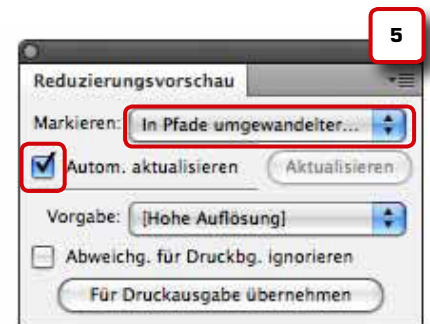 5
Reduzierungsvorschau
Markieren: In Pfade umgewandelter...
Autom. aktualisieren Aktualisieren
Vorgabe: [Hohe Auflösung]
Abweichg. für Druckbg. ignorieren
Für Druckausgabe übernehmen